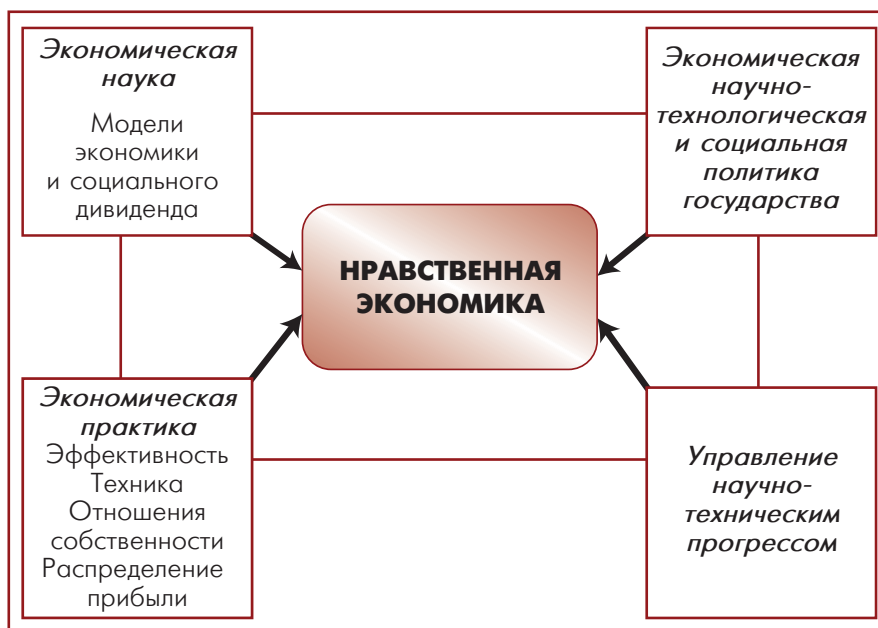 Экономическая
наука
Модели
экономики
и социального
дивиденда
Экономическая
научно-
технологическая
и социальная
политика
государства
НРАВСТВЕННАЯ
ЭКОНОМИКА
Экономическая
практика
Эффективность
Техника
Отношения
собственности
Распределение
прибыли
Управление
научно-
техническим
прогрессом